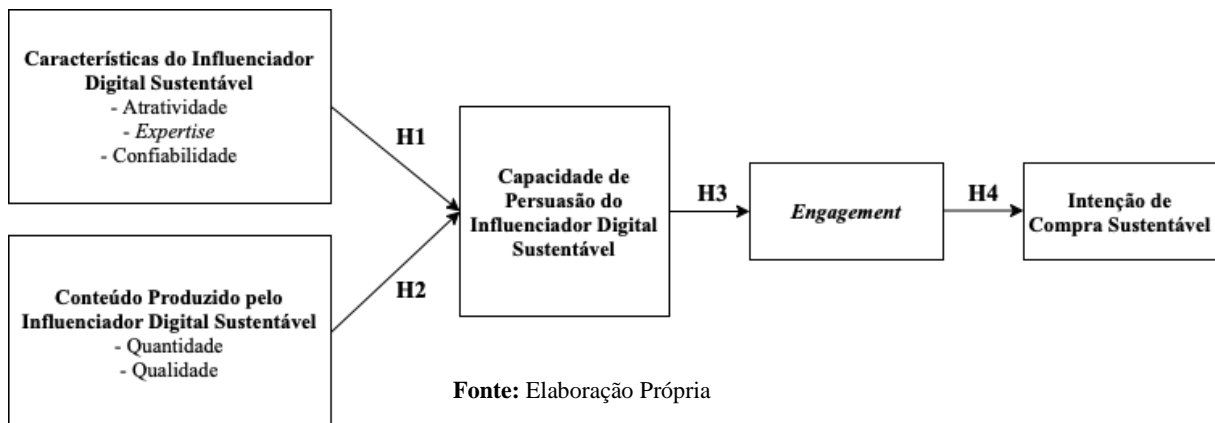 Características do Influenciador
Digital Sustentável
- Atratividade
- Expertise
- Confiabilidade
H1
Conteúdo Produzido pelo
Influenciador Digital Sustentável
- Quantidade
- Qualidade
H2
Capacidade de
Persuasão do
Influenciador Digital
Sustentável
H3
Engagement
H4
Intenção de
Compra Sustentável
Fonte: Elaboração Própria